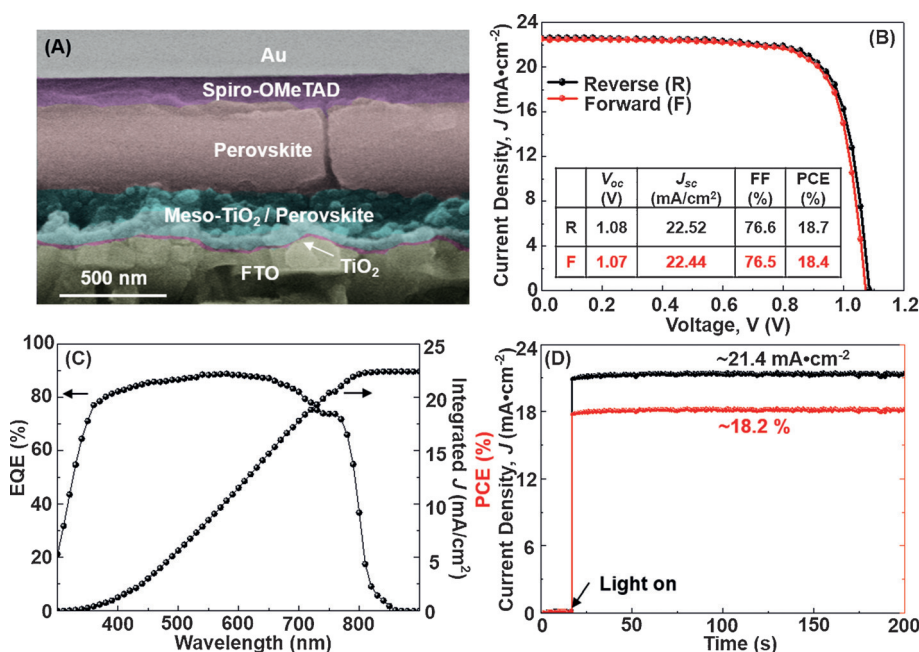 (A)
Au
Spiro-OMeTAD
Perovskite
Meso-TiO₂ / Perovskite
TiO₂
FTO
500 nm
(B)
Current Density, J (mA•cm⁻²)
24
20
16
12
8
4
0
Reverse (R)
Forward (F)
Voc (V) Jsc (mA/cm²) FF (%) PCE (%)
R 1.08 22.52 76.6 18.7
F 1.07 22.44 76.5 18.4
0.0 0.2 0.4 0.6 0.8 1.0 1.2
Voltage, V (V)
(C)
EQE (%)
100
80
60
40
20
0
25
20
15
10
5
0
Integrated J (mA/cm²)
400 500 600 700 800
Wavelength (nm)
(D)
PCE (%)
Current Density, J (mA•cm⁻²)
24
18
12
6
0
~21.4 mA•cm⁻²
~18.2 %
Light on
0 50 100 150 200
Time (s)